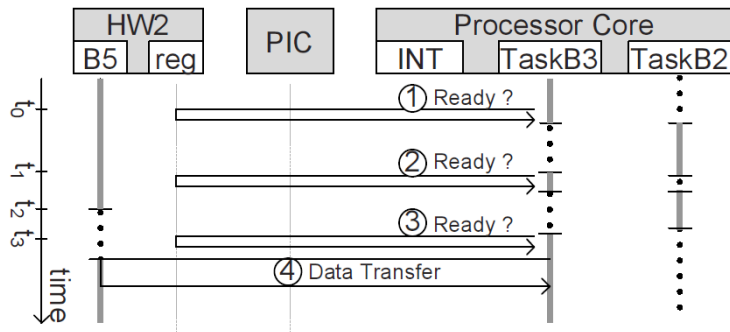 HW2
PIC
Processor Core
B5
reg
INT
TaskB3
TaskB2
t0
① Ready ?
t1
② Ready ?
t2
t3
③ Ready ?
④ Data Transfer
time